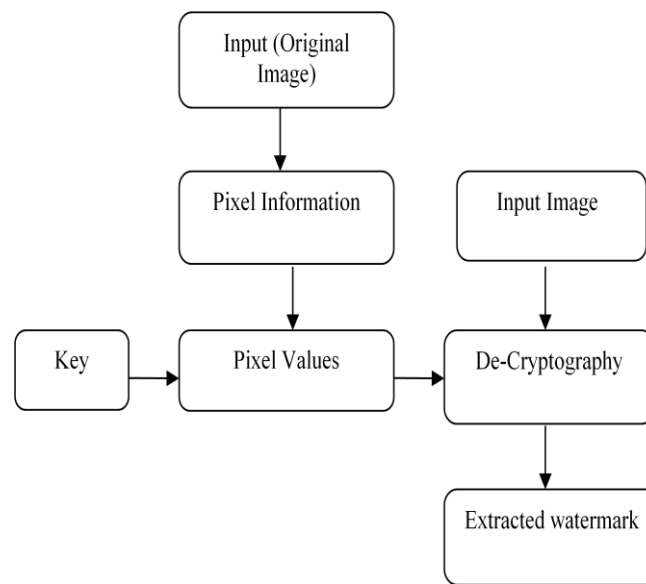 Input (Original
Image)
Pixel Information
Input Image
Key
Pixel Values
De-Cryptography
Extracted watermark